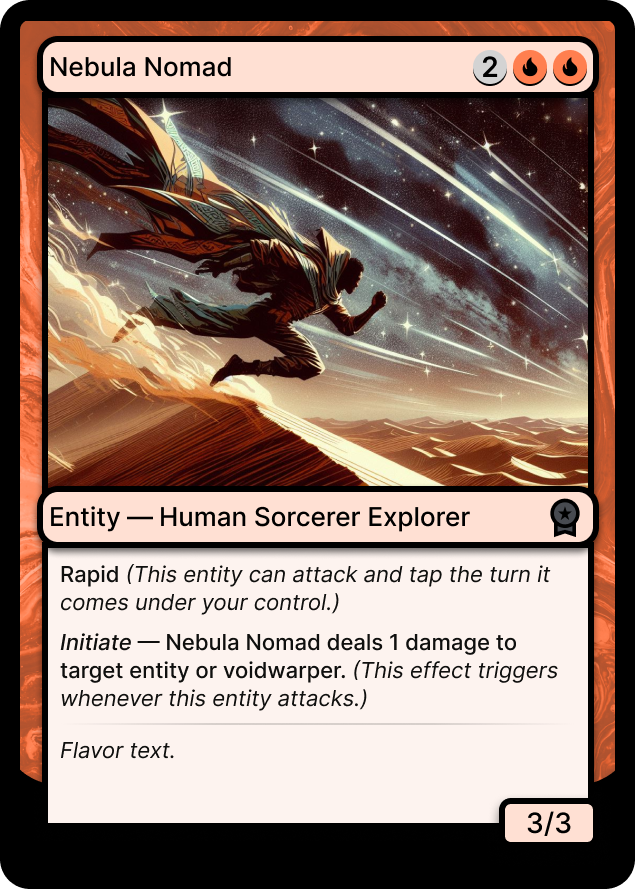 Nebula Nomad 2
Entity — Human Sorcerer Explorer
Rapid (This entity can attack and tap the turn it
comes under your control.)
Initiate — Nebula Nomad deals 1 damage to
target entity or voidwarper. (This effect triggers
whenever this entity attacks.)
Flavor text.
3/3